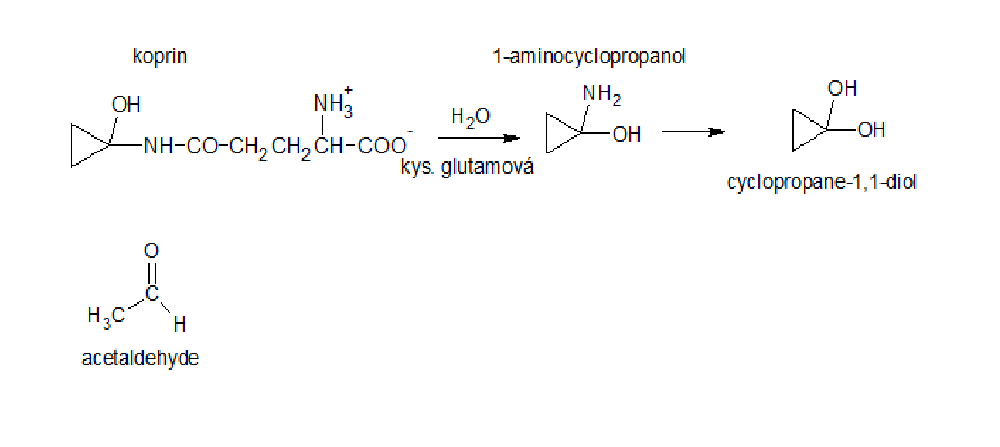 koprin
1-aminocyclopropanol
OH
NH3+
NH-CO-CH2CH2CH-COO-
H2O
kys. glutamová
NH2
OH
OH
OH
cyclopropane-1,1-diol
O
C
H3C
H
acetaldehyde